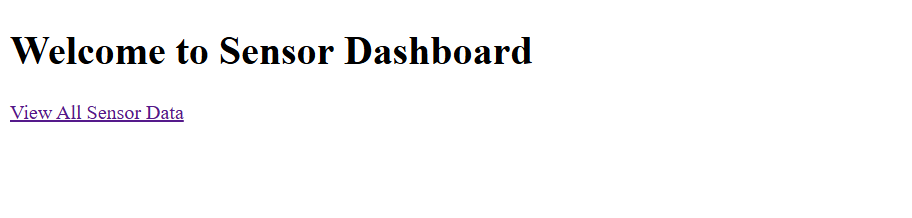 Welcome to Sensor Dashboard
View All Sensor Data